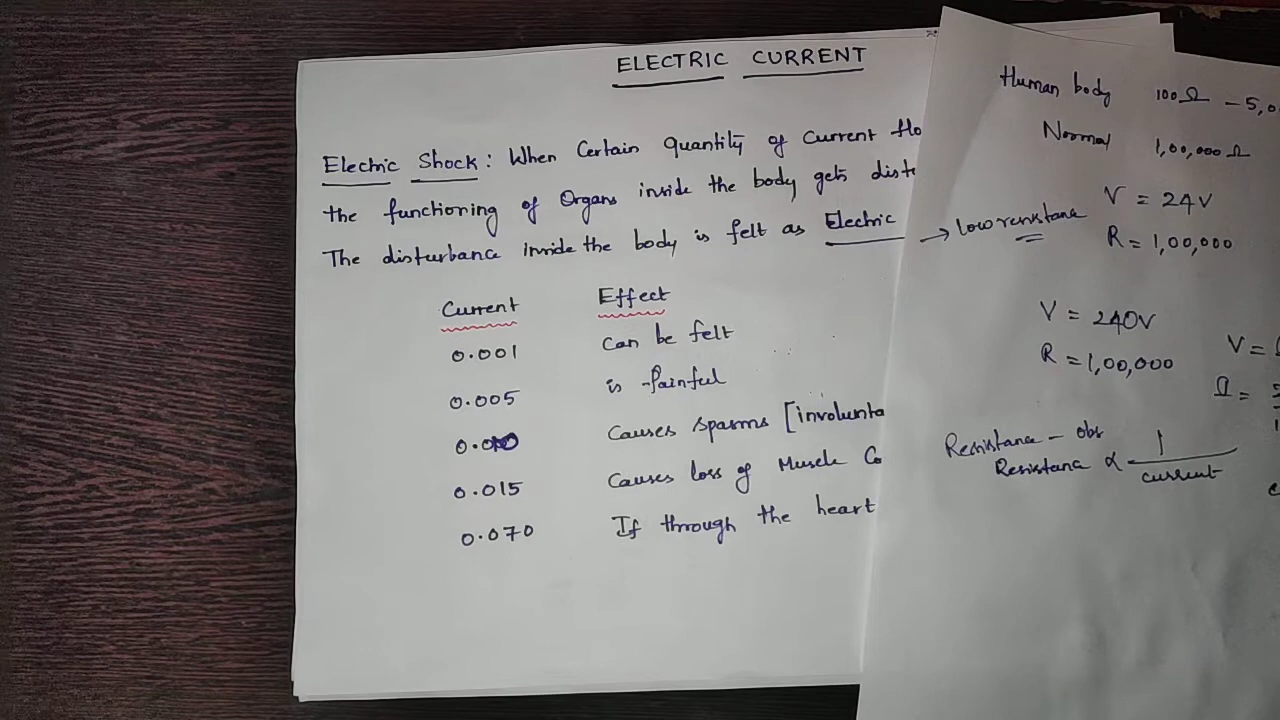 ELECTRIC CURRENT
Electric Shock: When Certain quantity of Current flo
the functioning of Organs inside the body gets distu
The disturbance inside the body is felt as Electric
Current Effect
0.001 Can be felt
0.005 is Painful
Causes spasms [involunta
0.015 Causes loss of Muscle Co
0.070 If through the heart
Human body 100Ω - 5,0
Normal 1,00,000Ω
→ low resistance
V = 24V
R = 1,00,000
V = 240V
R = 1,00,000
V =
Ω =
Resistance - obs
Resistance ∝ 1
current